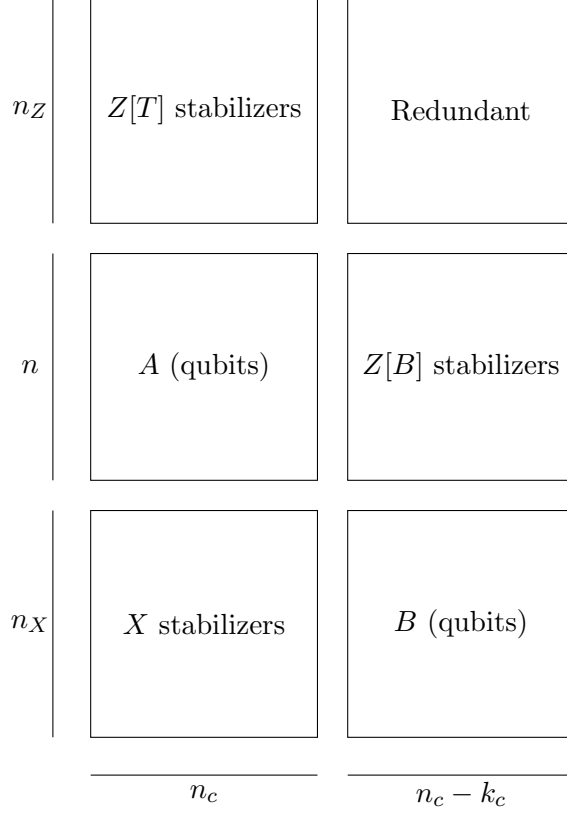 n_Z Z[T] stabilizers Redundant
n A (qubits) Z[B] stabilizers
n_X X stabilizers B (qubits)
n_c n_c − k_c